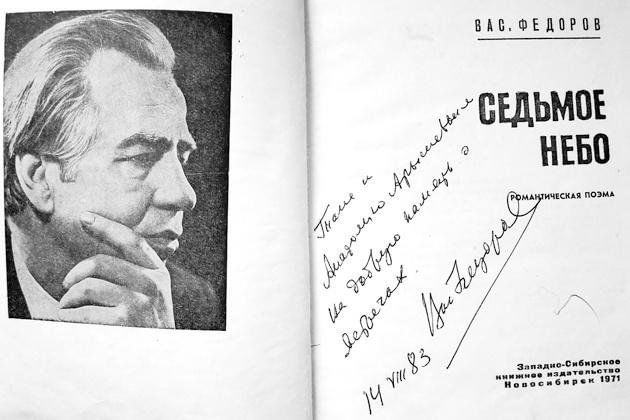 ВАС. ФЕДОРОВ
СЕДЬМОЕ
НЕБО
РОМАНТИЧЕСКАЯ ПОЭМА
Тане и
Анатолию
на добрую память о
встречах.
Вас Федоров
14 VIII 83
Западно-Сибирское
книжное издательство
Новосибирск 1971